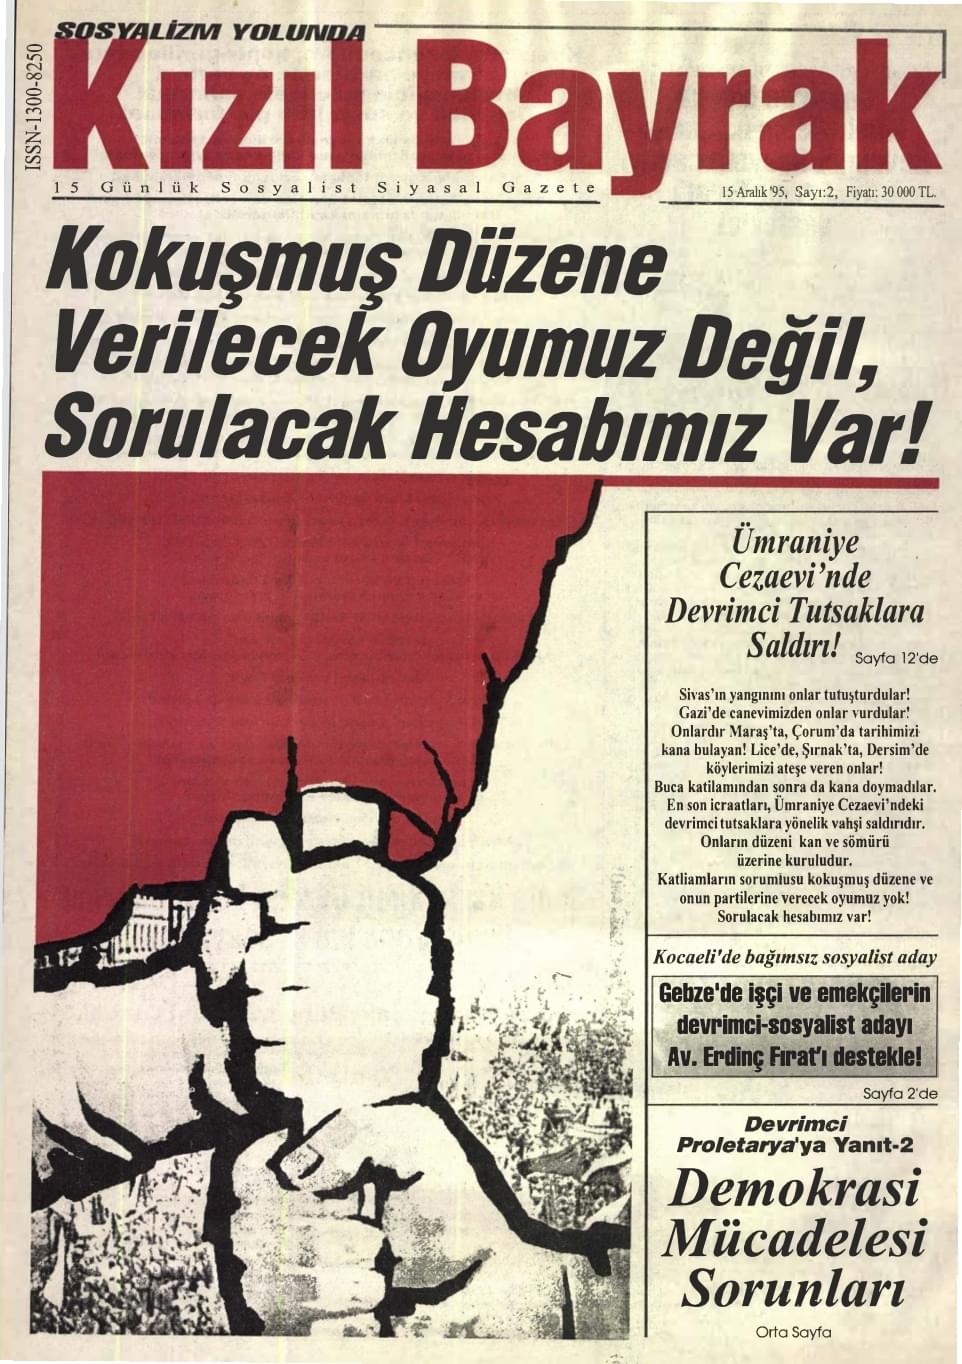 SOSYALİZM YOLUNDA
Kızıl Bayrak
ISSN-1300-8250
15 Günlük Sosyalist Siyasal Gazete
15 Aralık '95, Sayı:2, Fiyatı: 30 000 TL.
Kokuşmuş Düzene
Verilecek Oyumuz Değil,
Sorulacak Hesabımız Var!
Ümraniye
Cezaevi'nde
Devrimci Tutsaklara
Saldırı!
Sayfa 12'de
Sivas'ın yangınını onlar tutuşturdular!
Gazi'de canevimizden onlar vurdular!
Onlardır Maraş'ta, Çorum'da tarihimizi
kana bulayan! Lice'de, Şırnak'ta, Dersim'de
köylerimizi ateşe veren onlar!
Buca katilamından sonra da kana doymadılar.
En son icraatları, Ümraniye Cezaevi'ndeki
devrimci tutsaklara yönelik vahşi saldırıdır.
Onların düzeni kan ve sömürü
üzerine kuruludur.
Katliamların sorumlusu kokuşmuş düzene ve
onun partilerine verecek oyumuz yok!
Sorulacak hesabımız var!
Kocaeli'de bağımsız sosyalist aday
Gebze'de işçi ve emekçilerin
devrimci-sosyalist adayı
Av. Erdinç Fırat'ı destekle!
Sayfa 2'de
Devrimci
Proletarya'ya Yanıt-2
Demokrasi
Mücadelesi
Sorunları
Orta Sayfa